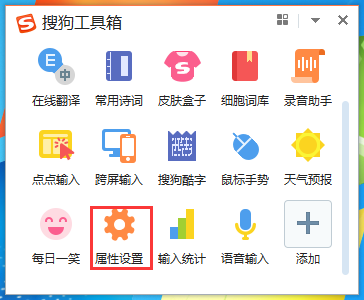 S 搜狗工具箱
E 中
在线翻译 常用诗词 皮肤盒子 细胞词库 录音助手
点点输入 跨屏输入 搜狗酷字 鼠标手势 天气预报
每日一笑 属性设置 输入统计 语音输入 添加